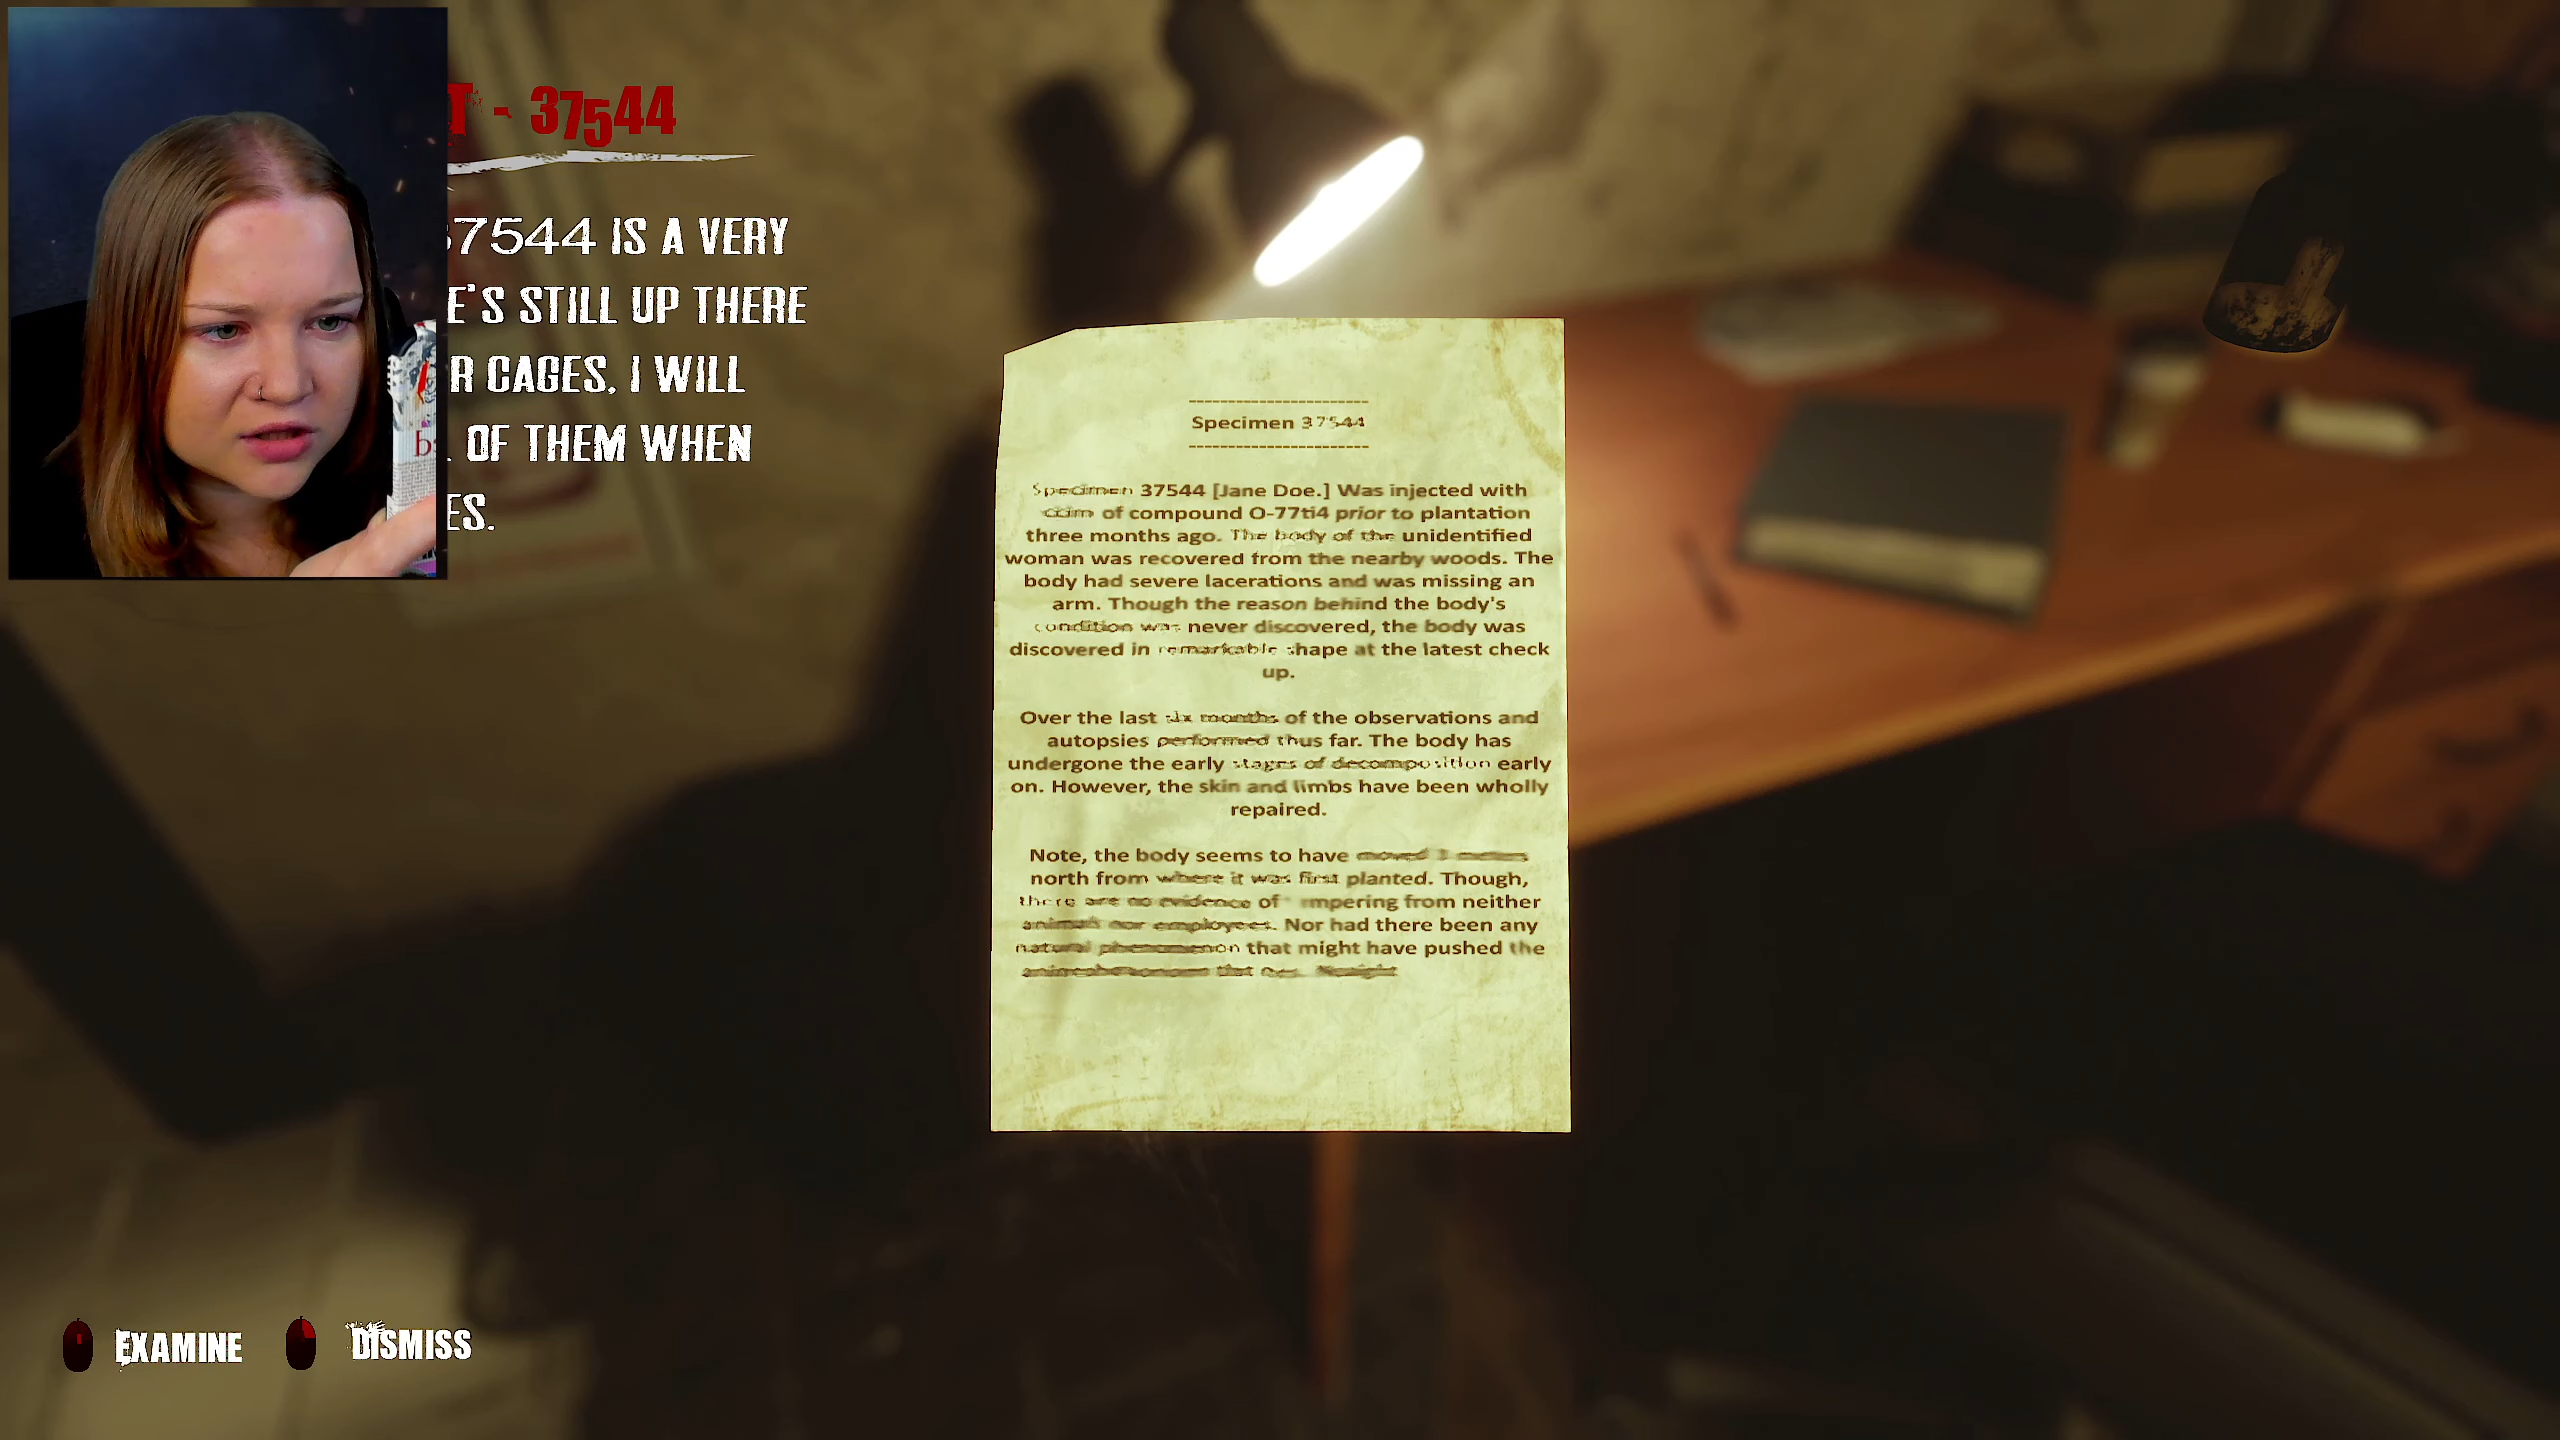 T - 37544
37544 IS A VERY
E'S STILL UP THERE
R CAGES, I WILL
. OF THEM WHEN
ES.
Specimen 37544
Specimen 37544 [Jane Doe.] Was injected with
of compound O-77ti4 prior to plantation
three months ago. The body of the unidentified
woman was recovered from the nearby woods. The
body had severe lacerations and was missing an
arm. Though the reason behind the body's
condition was never discovered, the body was
discovered in remarkable shape at the latest check
up.
Over the last six months of the observations and
autopsies performed thus far. The body has
undergone the early stages of decomposition early
on. However, the skin and limbs have been wholly
repaired.
Note, the body seems to have moved 3 meters
north from where it was first planted. Though,
there are no evidence of mpering from neither
animals nor employees. Nor had there been any
natural phenomenon that might have pushed the
EXAMINE DISMISS